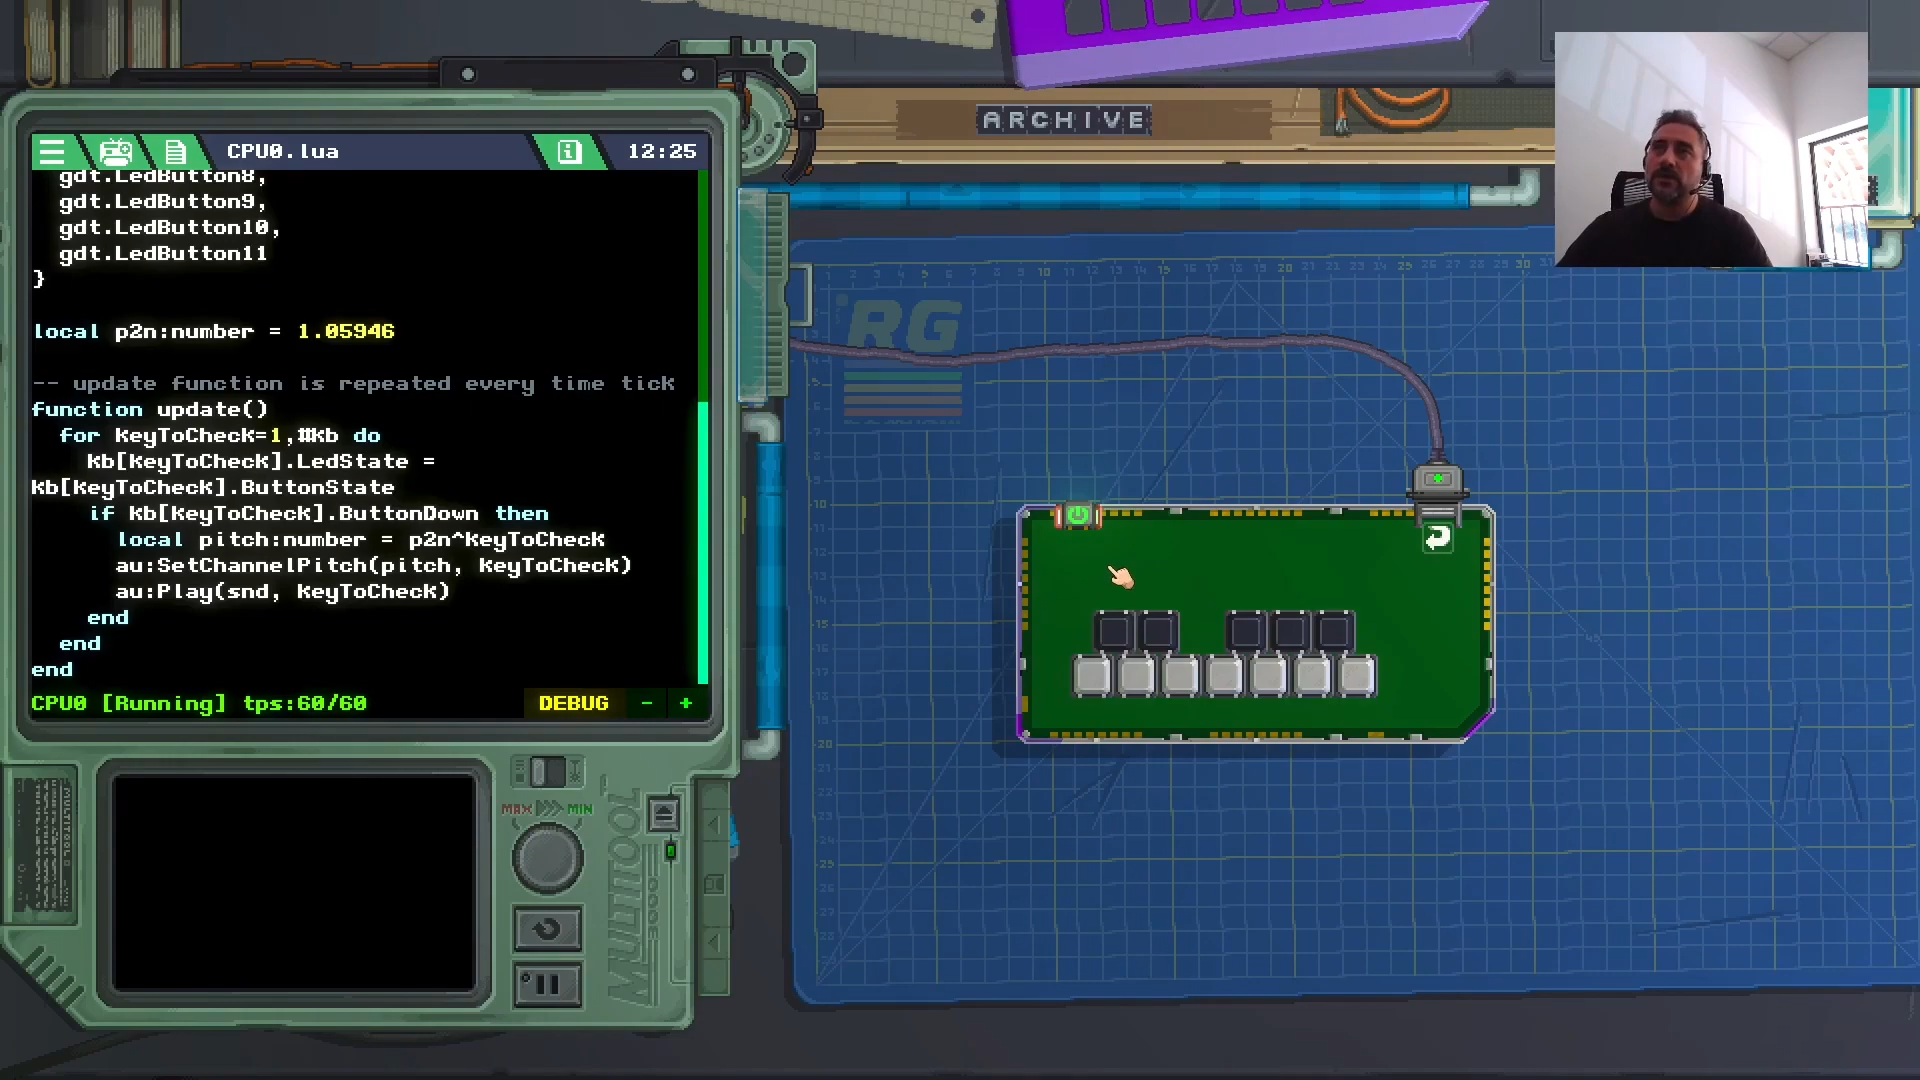 ARCHIVE
CPU0.lua
12:25
gdt.LedButton8,
gdt.LedButton9,
gdt.LedButton10,
gdt.LedButton11
}
local p2n:number = 1.05946
-- update function is repeated every time tick
function update()
for KeyToCheck=1,#Kb do
Kb[KeyToCheck].LedState =
Kb[KeyToCheck].ButtonState
if Kb[KeyToCheck].ButtonDown then
local pitch:number = p2n^KeyToCheck
au:SetChannelPitch(pitch, KeyToCheck)
au:Play(snd, KeyToCheck)
end
end
end
CPU0 [Running] tps:60/60
DEBUG - +
RG
MAX MIN
MULTITOOL